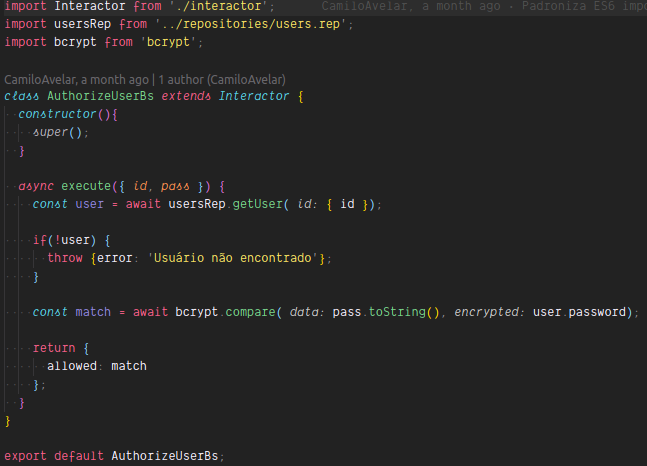 import Interactor from './interactor';     CamiloAvelar, a month ago · Padroniza ES6 impo
import usersRep from '../repositories/users.rep';
import bcrypt from 'bcrypt';
CamiloAvelar, a month ago | 1 author (CamiloAvelar)
class AuthorizeUserBs extends Interactor {
constructor(){
super();
}
async execute({ id, pass }) {
const user = await usersRep.getUser( id: { id });
if(!user) {
throw {error: 'Usuário não encontrado'};
}
const match = await bcrypt.compare( data: pass.toString(), encrypted: user.password);
return {
allowed: match
};
}
}
export default AuthorizeUserBs;